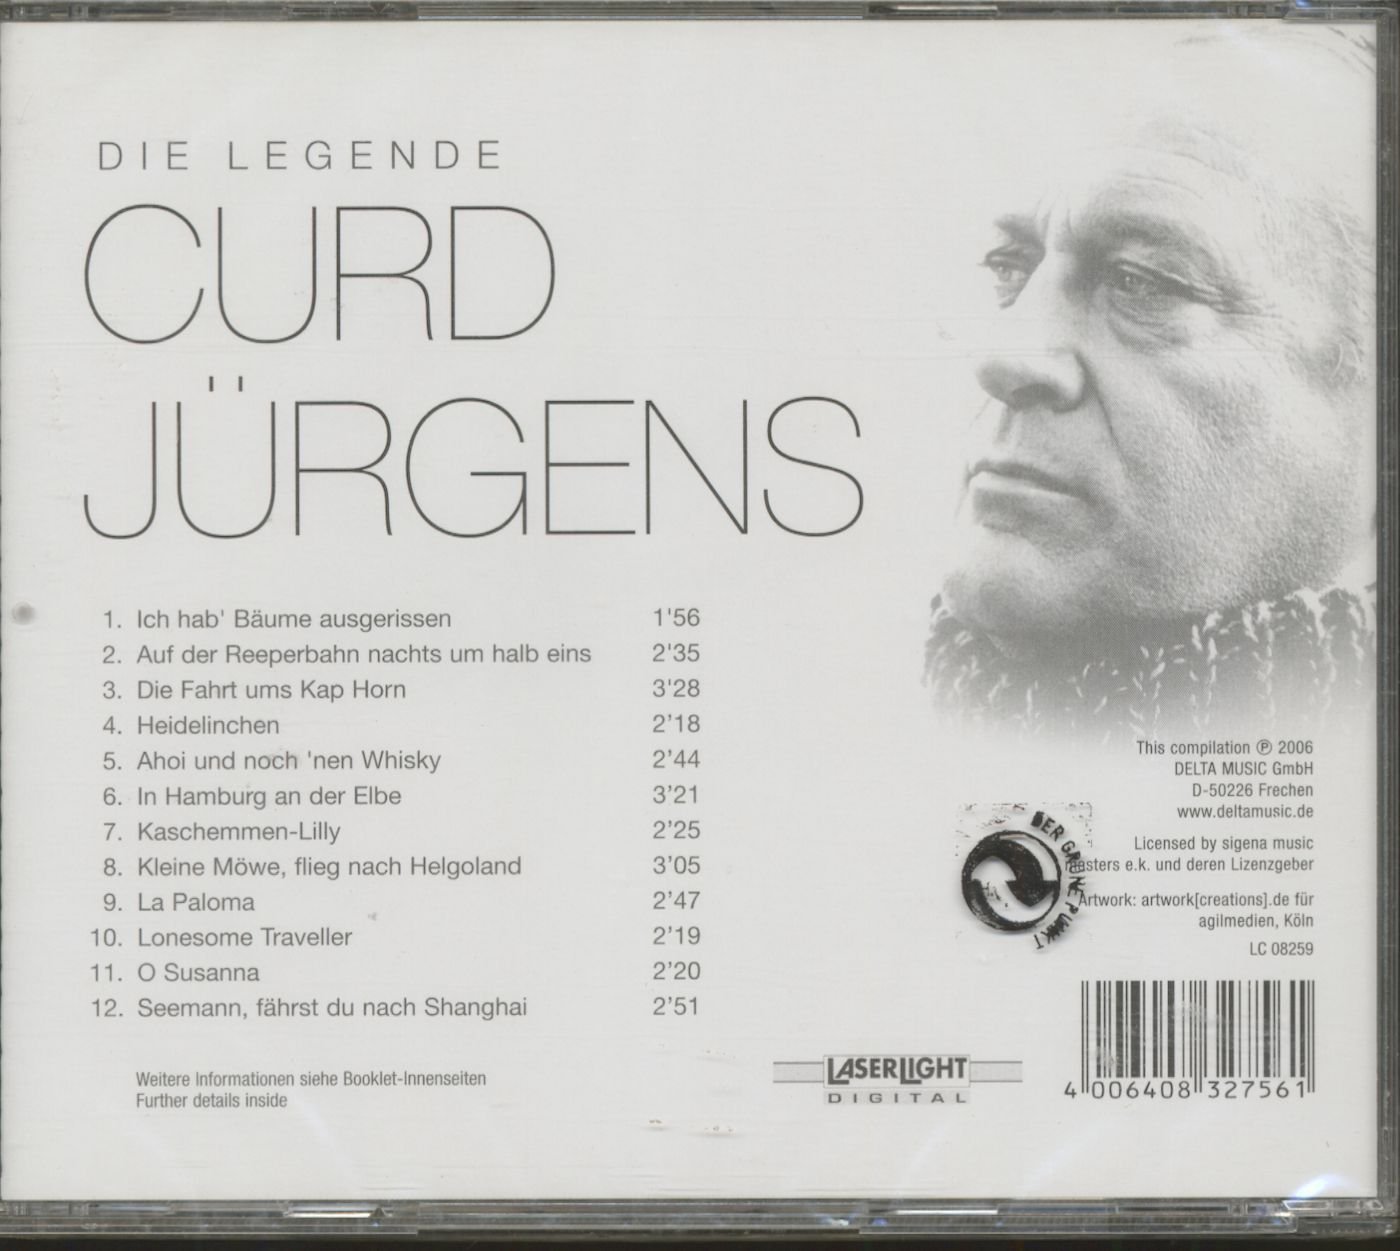 DIE LEGENDE
CURD
JÜRGENS
1. Ich hab' Bäume ausgerissen 1'56
2. Auf der Reeperbahn nachts um halb eins 2'35
3. Die Fahrt ums Kap Horn 3'28
4. Heidelinchen 2'18
5. Ahoi und noch 'nen Whisky 2'44
6. In Hamburg an der Elbe 3'21
7. Kaschemmen-Lilly 2'25
8. Kleine Möwe, flieg nach Helgoland 3'05
9. La Paloma 2'47
10. Lonesome Traveller 2'19
11. O Susanna 2'20
12. Seemann, fährst du nach Shanghai 2'51
Weitere Informationen siehe Booklet-Innenseiten
Further details inside
This compilation ℗ 2006
DELTA MUSIC GmbH
D-50226 Frechen
www.deltamusic.de
Licensed by sigena music
masters e.k. und deren Lizenzgeber
Artwork: artwork[creations].de für
agilmedien, Köln
LC 08259
DER GRÜNE PUNKT
LASERLIGHT
DIGITAL
4 006408 327561